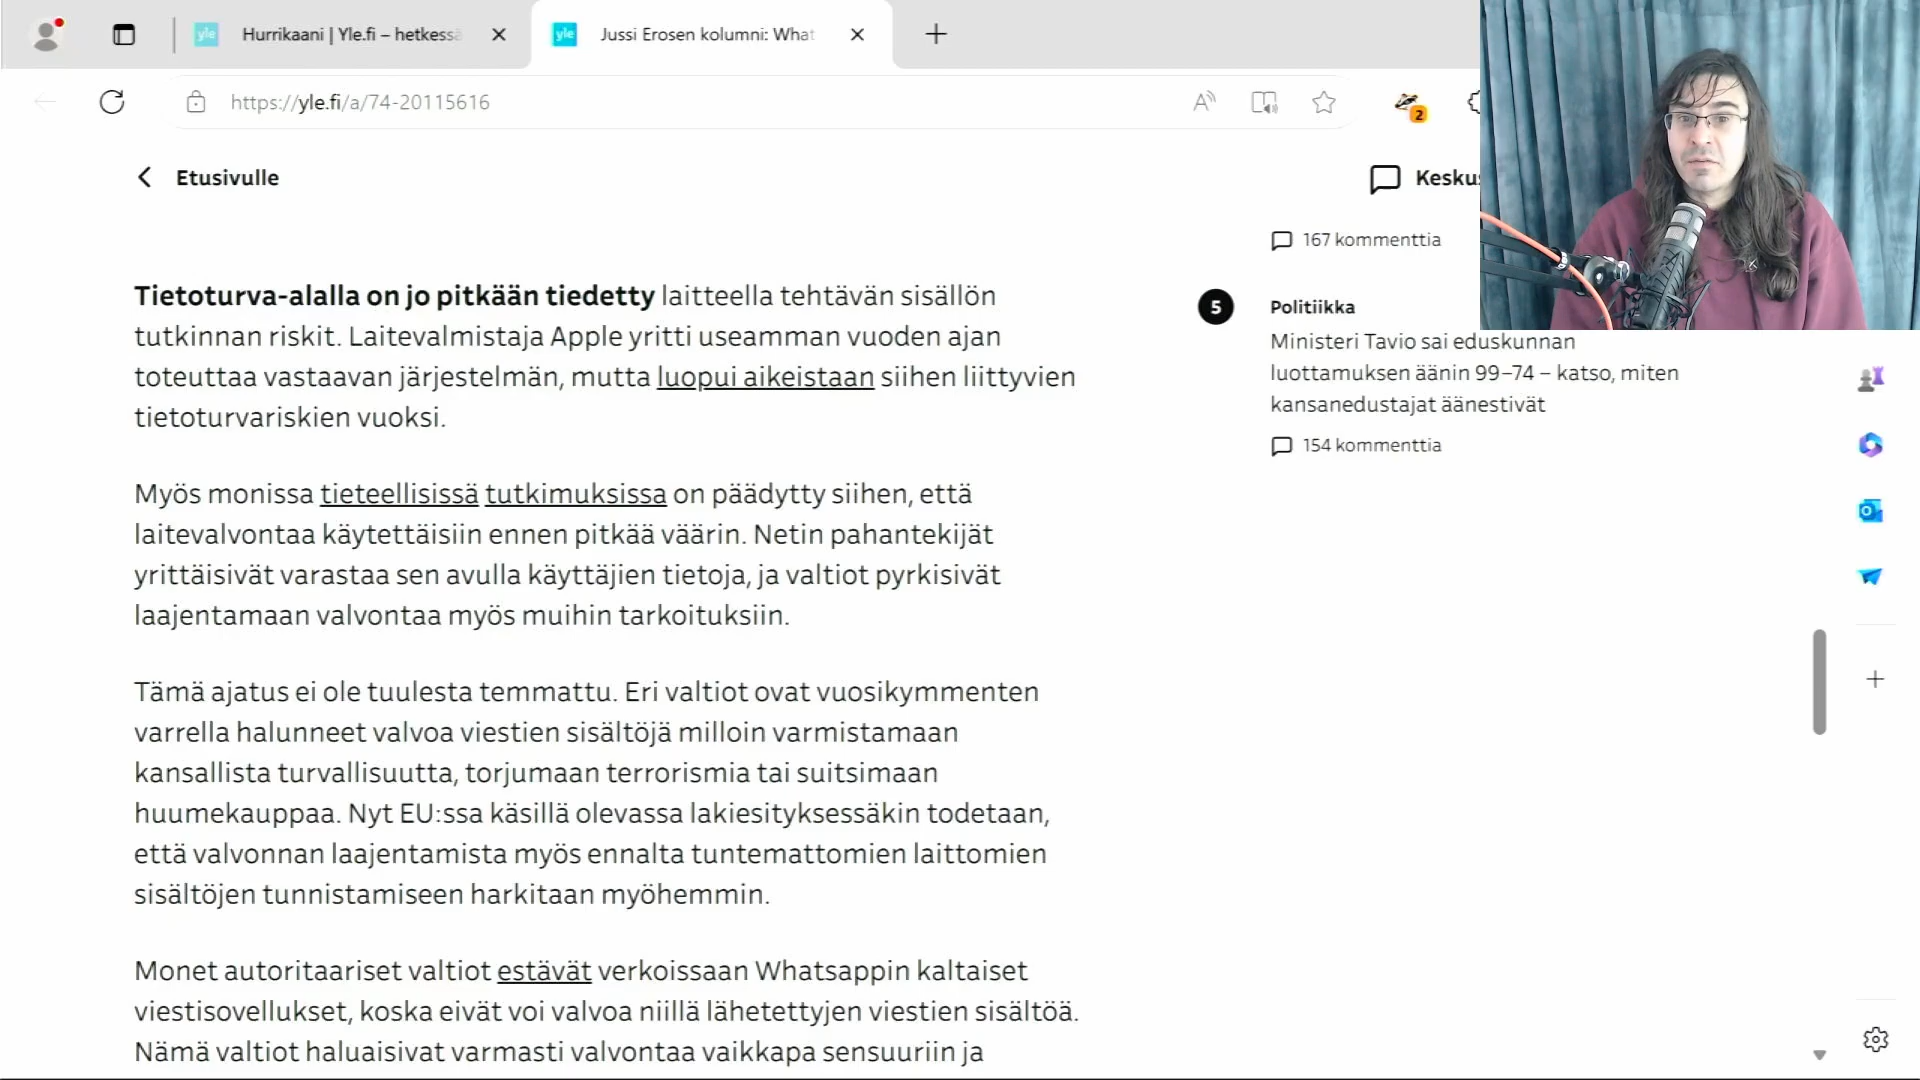 yle
Hurrikaani | Yle.fi – hetkessä
yle
Jussi Erosen kolumni: What
https://yle.fi/a/74-20115616
2
Etusivulle
Keskus
167 kommenttia
5
Politiikka
Ministeri Tavio sai eduskunnan
luottamuksen äänin 99–74 – katso, miten
kansanedustajat äänestivät
154 kommenttia
Tietoturva-alalla on jo pitkään tiedetty laitteella tehtävän sisällön
tutkinnan riskit. Laitevalmistaja Apple yritti useamman vuoden ajan
toteuttaa vastaavan järjestelmän, mutta luopui aikeistaan siihen liittyvien
tietoturvariskien vuoksi.
Myös monissa tieteellisissä tutkimuksissa on päädytty siihen, että
laitevalvontaa käytettäisiin ennen pitkää väärin. Netin pahantekijät
yrittäisivät varastaa sen avulla käyttäjien tietoja, ja valtiot pyrkisivät
laajentamaan valvontaa myös muihin tarkoituksiin.
Tämä ajatus ei ole tuulesta temmattu. Eri valtiot ovat vuosikymmenten
varrella halunneet valvoa viestien sisältöjä milloin varmistamaan
kansallista turvallisuutta, torjumaan terrorismia tai suitsimaan
huumekauppaa. Nyt EU:ssa käsillä olevassa lakiesityksessäkin todetaan,
että valvonnan laajentamista myös ennalta tuntemattomien laittomien
sisältöjen tunnistamiseen harkitaan myöhemmin.
Monet autoritaariset valtiot estävät verkoissaan Whatsappin kaltaiset
viestisovellukset, koska eivät voi valvoa niillä lähetettyjen viestien sisältöä.
Nämä valtiot haluaisivat varmasti valvontaa vaikkapa sensuuriin ja